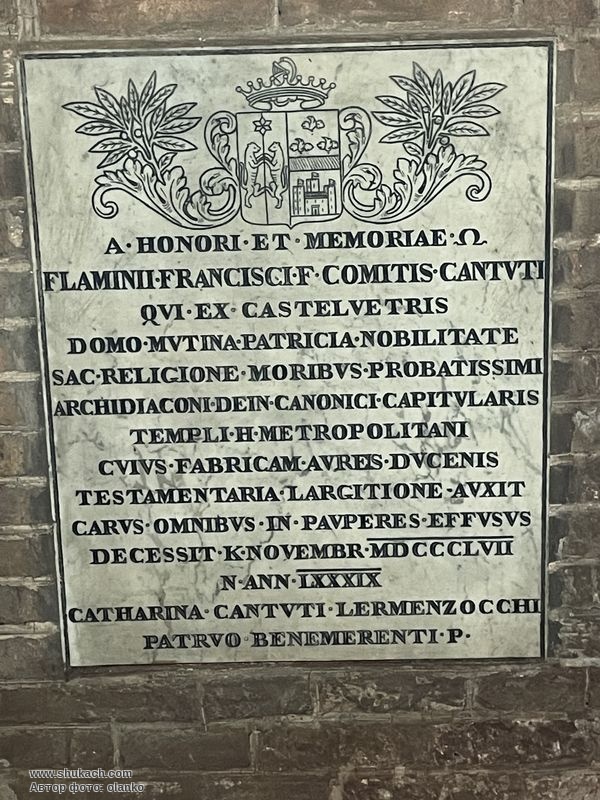 Α·HONORI·ET·MEMORIAE·Ω
FLAMINII·FRANCISCI·F·COMITIS·CANTVTI
QVI·EX·CASTELVETRIS
DOMO·MVTINA·PATRICIA·NOBILITATE
SAC·RELIGIONE·MORIBVS·PROBATISSIMI
ARCHIDIACONI·DEIN·CANONICI·CAPITVLARIS
TEMPLI·H·METROPOLITANI
CVIVS·FABRICAM·AVREIS·DVCENIS
TESTAMENTARIA·LARGITIONE·AVXIT
CARVS·OMNIBVS·IN·PAVPERES·EFFVSVS
DECESSIT·K·NOVEMBR·MDCCCLVII
N·ANN·LXXXIX
CATHARINA·CANTVTI·LERMENZOCCHI
PATRVO·BENEMERENTI·P·
www.shukach.com
Автор фото: olanko